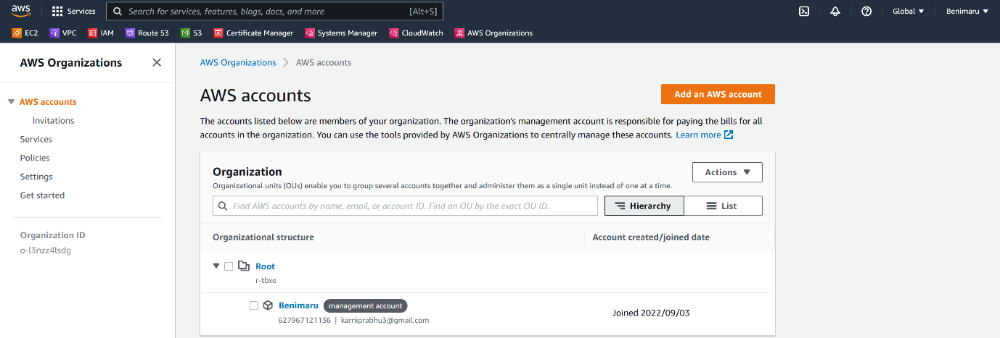 aws Services Search for services, features, blogs, docs, and more [Alt+S] Global ▼ Benimaru ▼
EC2 VPC IAM Route 53 S3 Certificate Manager Systems Manager CloudWatch AWS Organizations
AWS Organizations
AWS accounts
Invitations
Services
Policies
Settings
Get started
Organization ID
o-l3nzz4lsdg
AWS Organizations > AWS accounts
AWS accounts
Add an AWS account
The accounts listed below are members of your organization. The organization's management account is responsible for paying the bills for all
accounts in the organization. You can use the tools provided by AWS Organizations to centrally manage these accounts. Learn more
Organization
Actions ▼
Organizational units (OUs) enable you to group several accounts together and administer them as a single unit instead of one at a time.
Find AWS accounts by name, email, or account ID. Find an OU by the exact OU ID.
Hierarchy List
Organizational structure Account created/joined date
Root
r-tbxe
Benimaru management account
627967121136 | karniprabhu3@gmail.com
Joined 2022/09/03